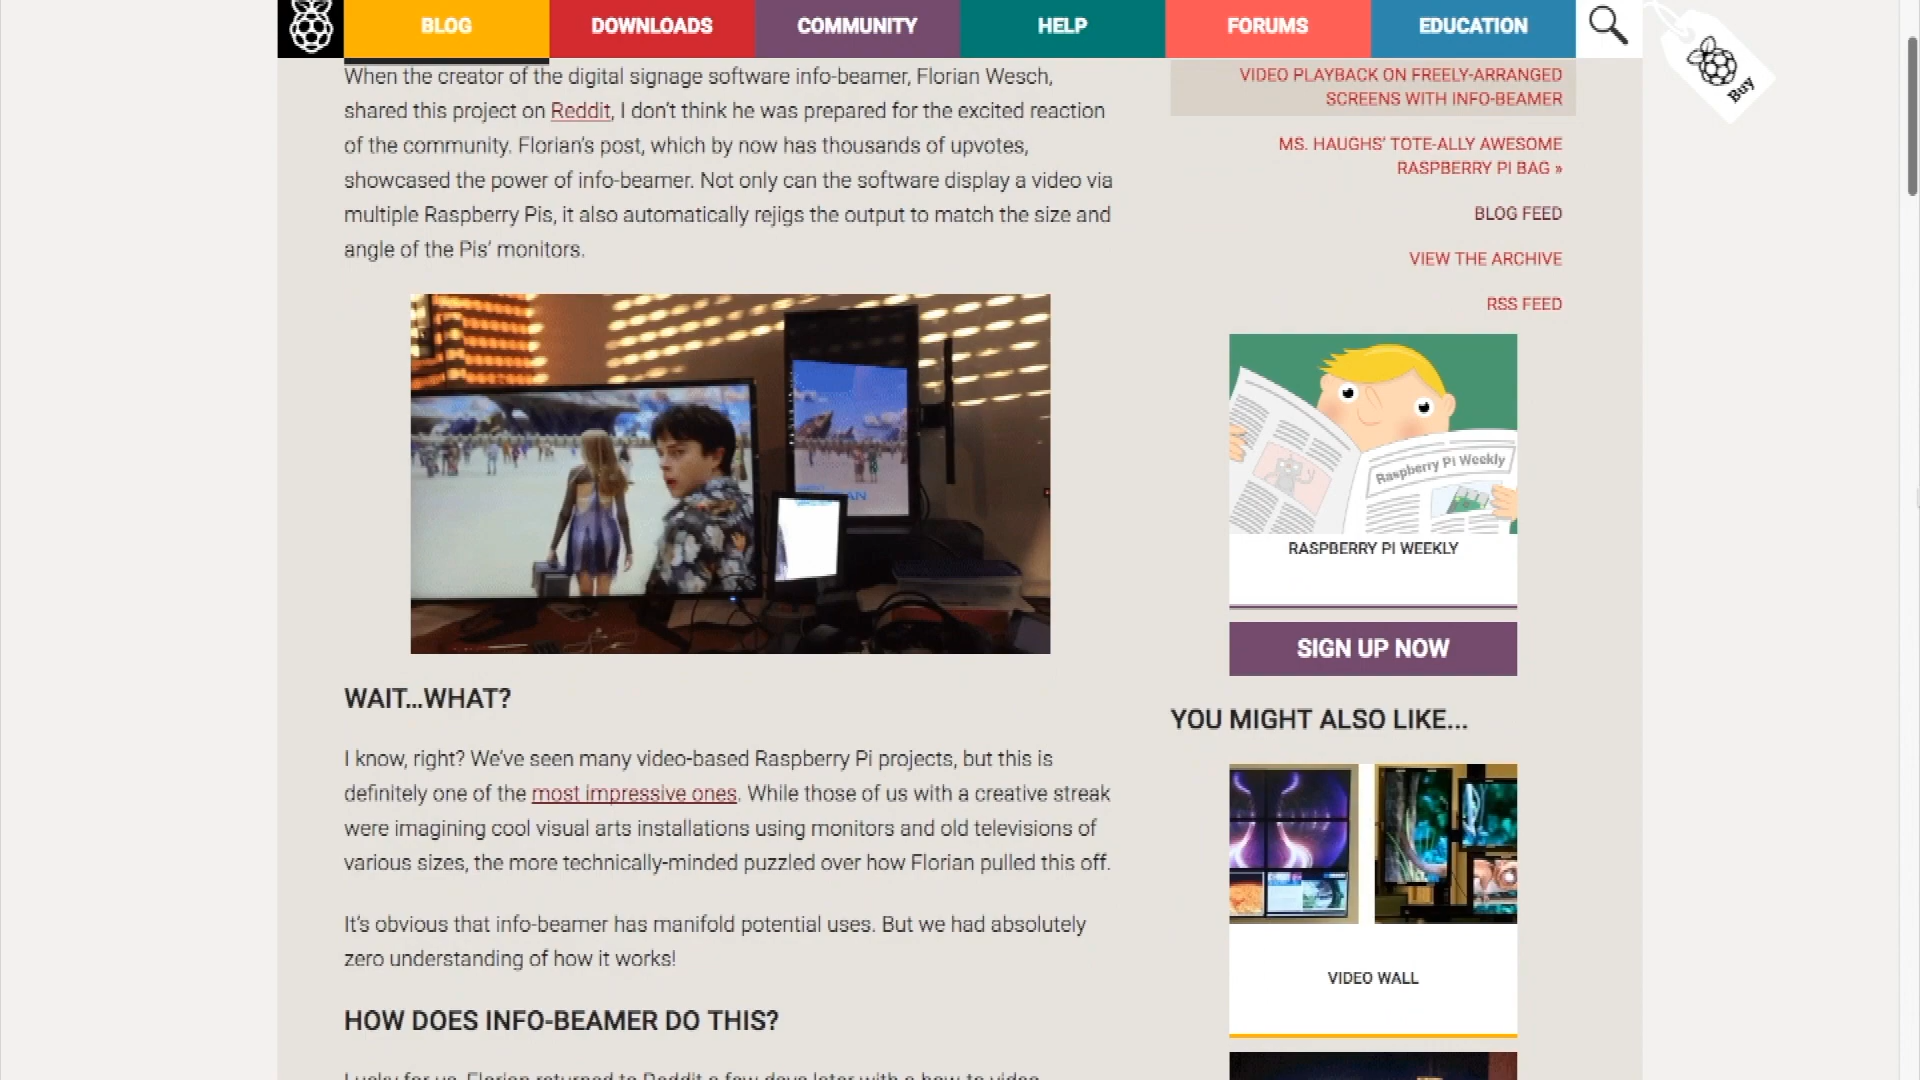 BLOG
DOWNLOADS
COMMUNITY
HELP
FORUMS
EDUCATION
Buy
When the creator of the digital signage software info-beamer, Florian Wesch,
shared this project on Reddit, I don’t think he was prepared for the excited reaction
of the community. Florian’s post, which by now has thousands of upvotes,
showcased the power of info-beamer. Not only can the software display a video via
multiple Raspberry Pis, it also automatically rejigs the output to match the size and
angle of the Pis’ monitors.
WAIT…WHAT?
I know, right? We’ve seen many video-based Raspberry Pi projects, but this is
definitely one of the most impressive ones. While those of us with a creative streak
were imagining cool visual arts installations using monitors and old televisions of
various sizes, the more technically-minded puzzled over how Florian pulled this off.
It’s obvious that info-beamer has manifold potential uses. But we had absolutely
zero understanding of how it works!
HOW DOES INFO-BEAMER DO THIS?
Lucky for us, Florian returned to Reddit a few days later with a how-to video,
VIDEO PLAYBACK ON FREELY-ARRANGED
SCREENS WITH INFO-BEAMER
MS. HAUGHS’ TOTE-ALLY AWESOME
RASPBERRY PI BAG »
BLOG FEED
VIEW THE ARCHIVE
RSS FEED
Raspberry Pi Weekly
RASPBERRY PI WEEKLY
SIGN UP NOW
YOU MIGHT ALSO LIKE...
VIDEO WALL